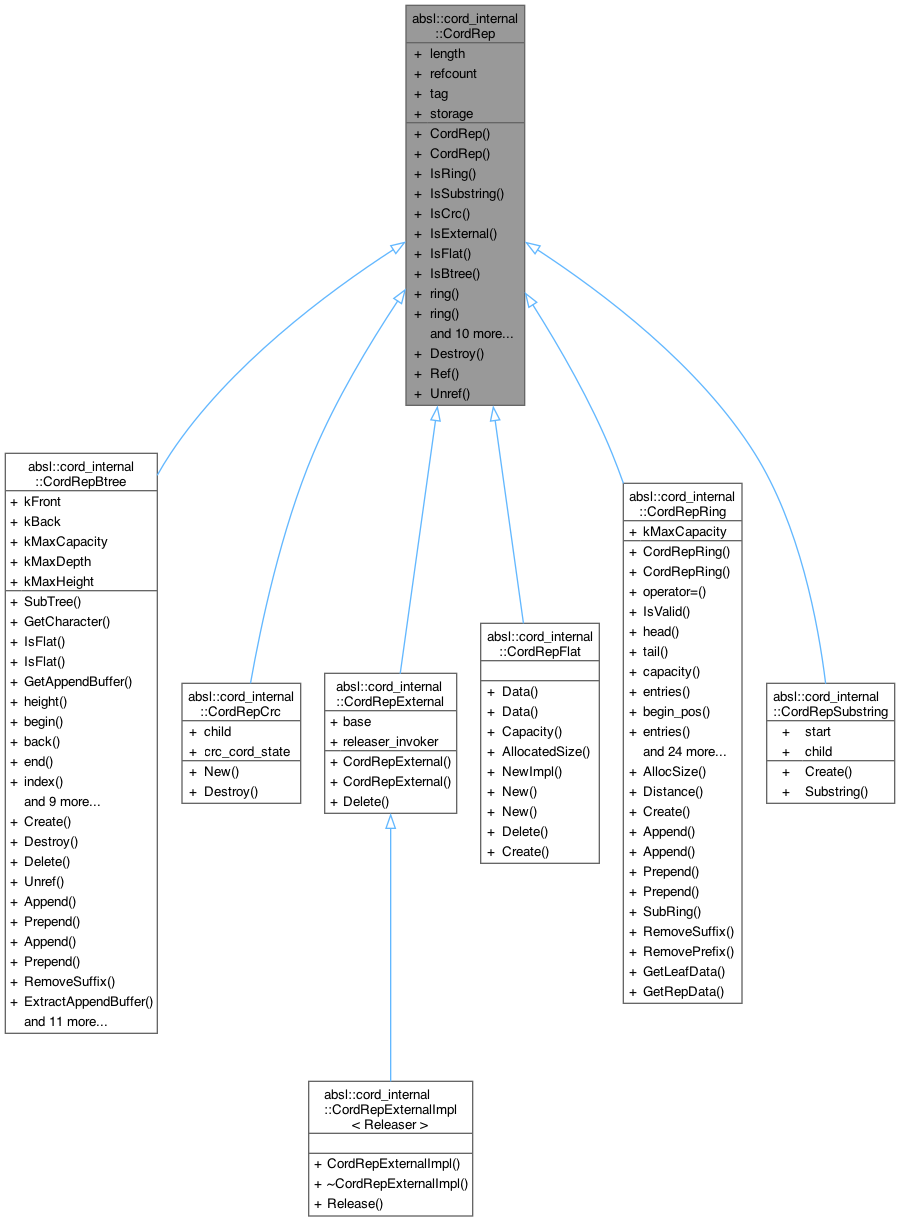 absl::cord_internal
::CordRep
+ length
+ refcount
+ tag
+ storage
+ CordRep()
+ CordRep()
+ IsRing()
+ IsSubstring()
+ IsCrc()
+ IsExternal()
+ IsFlat()
+ IsBtree()
+ ring()
+ ring()
and 10 more...
+ Destroy()
+ Ref()
+ Unref()
absl::cord_internal
::CordRepBtree
+ kFront
+ kBack
+ kMaxCapacity
+ kMaxDepth
+ kMaxHeight
+ SubTree()
+ GetCharacter()
+ IsFlat()
+ IsFlat()
+ GetAppendBuffer()
+ height()
+ begin()
+ back()
+ end()
+ index()
and 9 more...
+ Create()
+ Destroy()
+ Delete()
+ Unref()
+ Append()
+ Prepend()
+ Append()
+ Prepend()
+ RemoveSuffix()
+ ExtractAppendBuffer()
and 11 more...
absl::cord_internal
::CordRepCrc
+ child
+ crc_cord_state
+ New()
+ Destroy()
absl::cord_internal
::CordRepExternal
+ base
+ releaser_invoker
+ CordRepExternal()
+ CordRepExternal()
+ Delete()
absl::cord_internal
::CordRepFlat
+ Data()
+ Data()
+ Capacity()
+ AllocatedSize()
+ NewImpl()
+ New()
+ New()
+ Delete()
+ Create()
absl::cord_internal
::CordRepRing
+ kMaxCapacity
+ CordRepRing()
+ CordRepRing()
+ operator=()
+ IsValid()
+ head()
+ tail()
+ capacity()
+ entries()
+ begin_pos()
+ entries()
and 24 more...
+ AllocSize()
+ Distance()
+ Create()
+ Append()
+ Append()
+ Prepend()
+ Prepend()
+ SubRing()
+ RemoveSuffix()
+ RemovePrefix()
+ GetLeafData()
+ GetRepData()
absl::cord_internal
::CordRepSubstring
+ start
+ child
+ Create()
+ Substring()
absl::cord_internal
::CordRepExternalImpl
< Releaser >
+ CordRepExternalImpl()
+ ~CordRepExternalImpl()
+ Release()